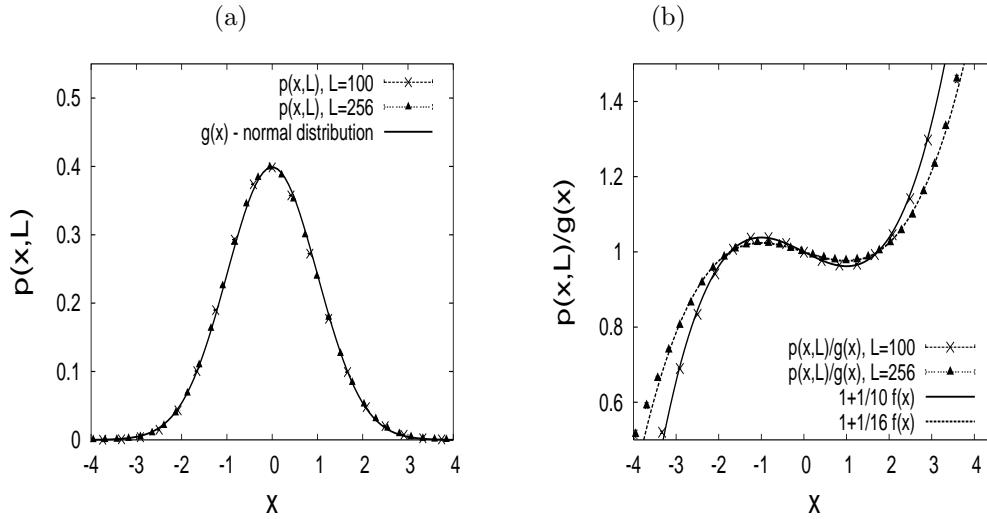 (a)
p(x,L)
0.5
0.4
0.3
0.2
0.1
0
-4 -3 -2 -1 0 1 2 3 4
x
p(x,L), L=100
p(x,L), L=256
g(x) - normal distribution
(b)
p(x,L)/g(x)
1.4
1.2
1.0
0.8
0.6
-4 -3 -2 -1 0 1 2 3 4
x
p(x,L)/g(x), L=100
p(x,L)/g(x), L=256
1+1/10 f(x)
1+1/16 f(x)